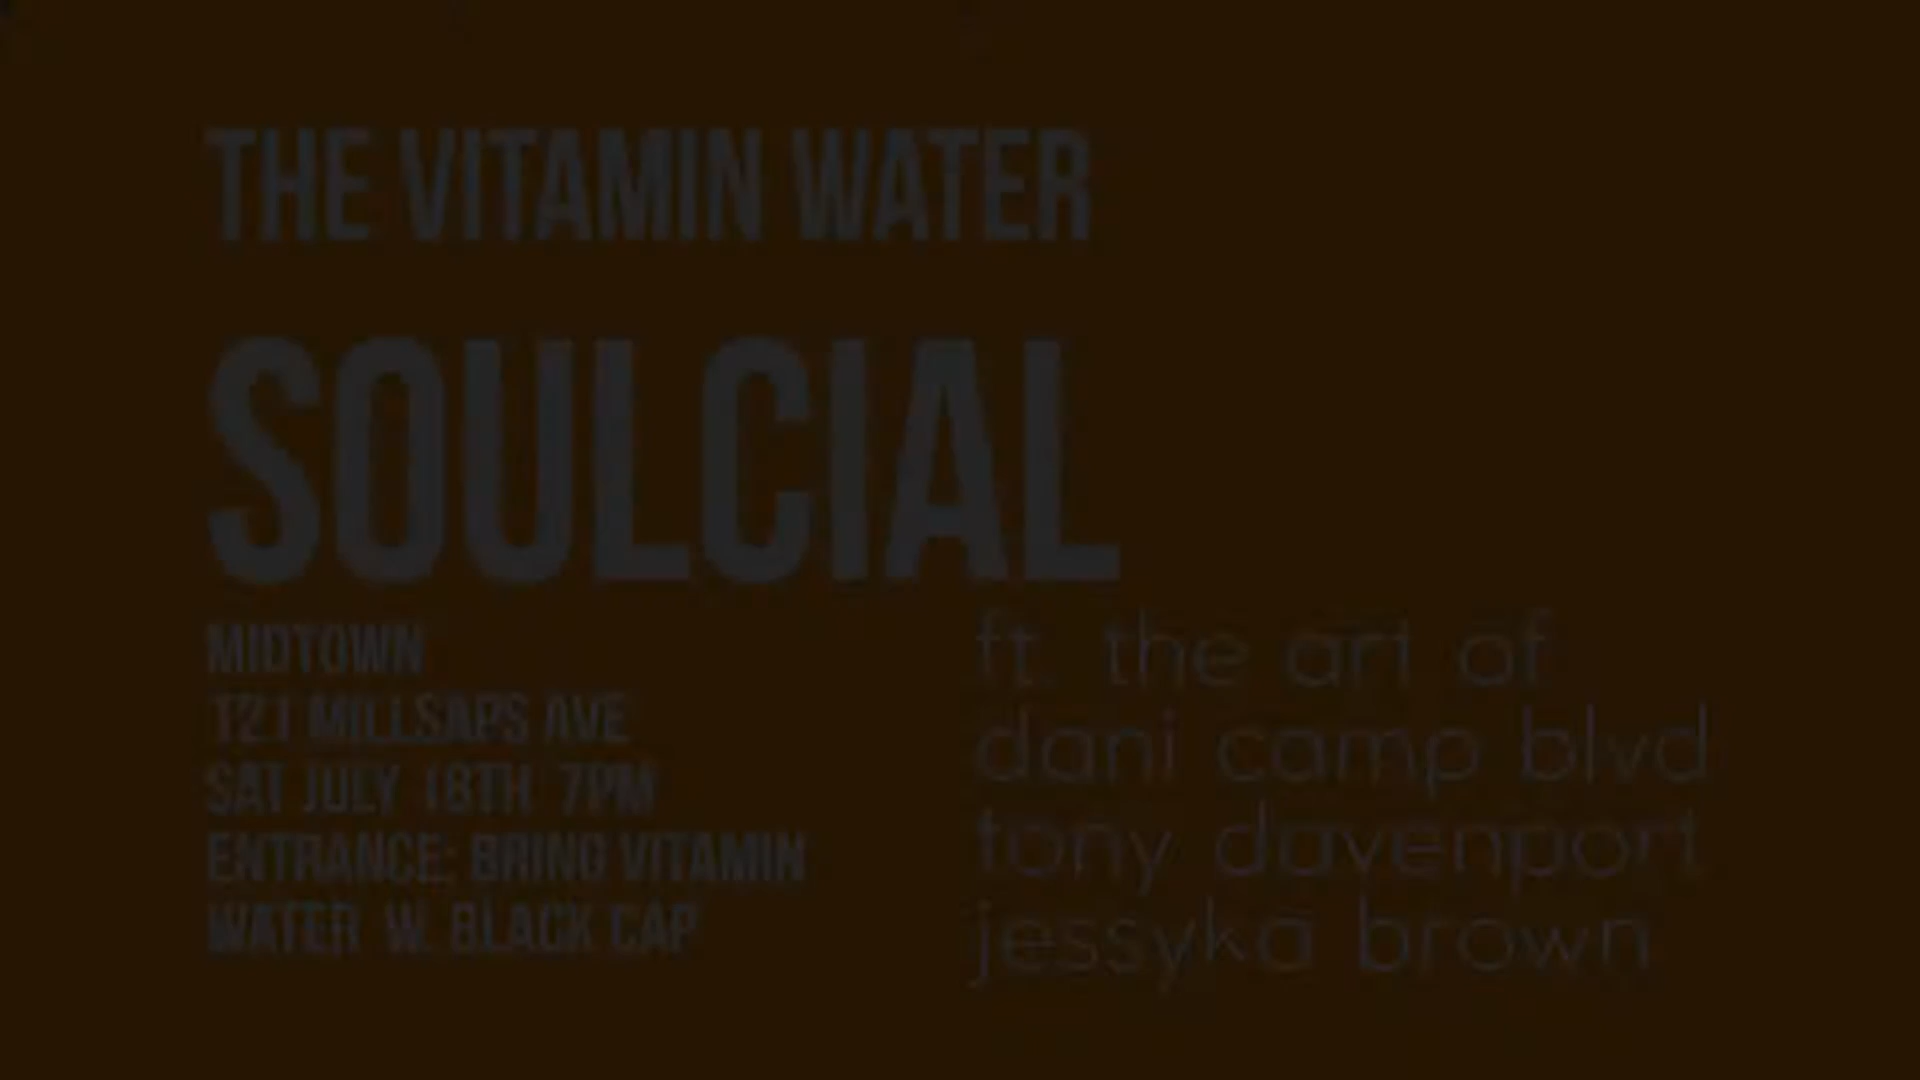 THE VITAMIN WATER
SOULCIAL
MIDTOWN
121 MILLSAPS AVE
SAT JULY 18TH 7PM
ENTRANCE: BRING VITAMIN
WATER W. BLACK CAP
ft. the art of
dani camp blvd
tony davenport
jessyka brown